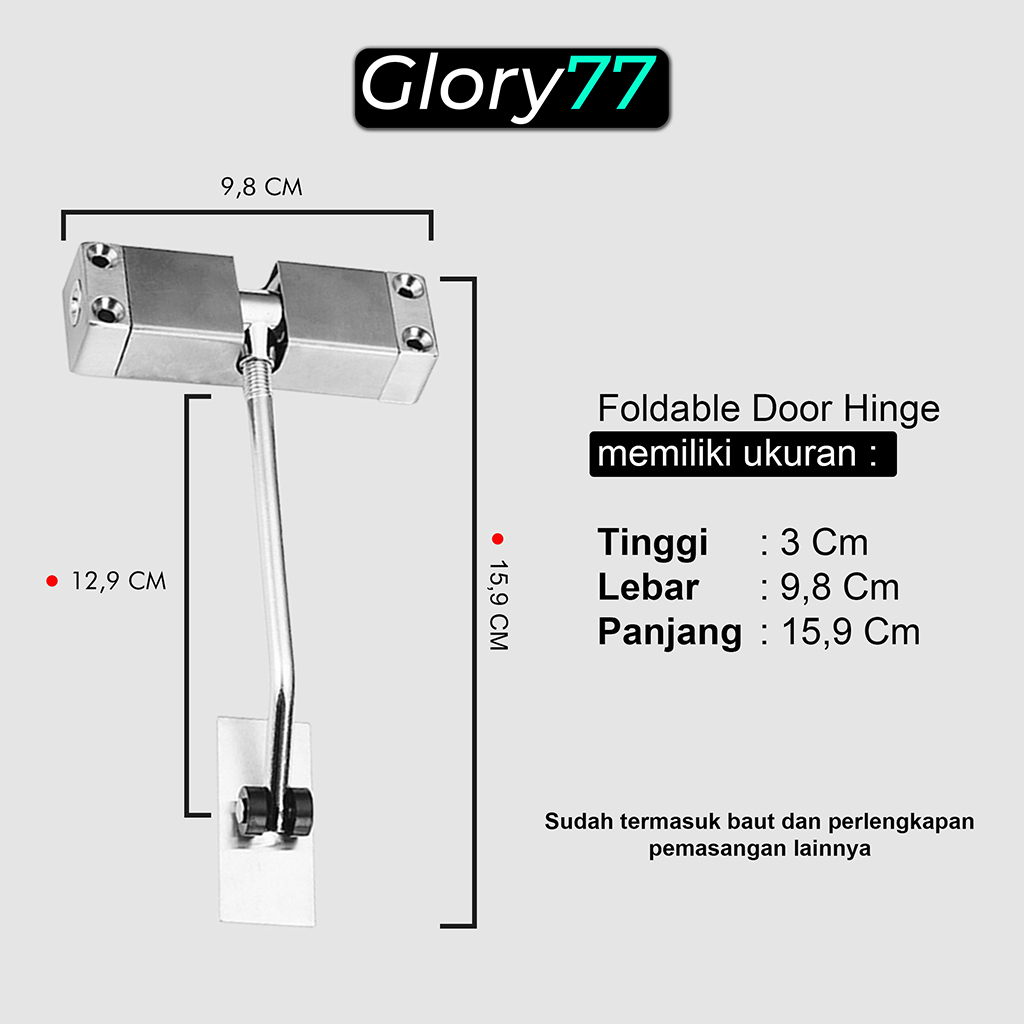 Glory77
9,8 CM
12,9 CM
15,9 CM
Foldable Door Hinge
memiliki ukuran :
Tinggi : 3 Cm
Lebar : 9,8 Cm
Panjang : 15,9 Cm
Sudah termasuk baut dan perlengkapan
pemasangan lainnya